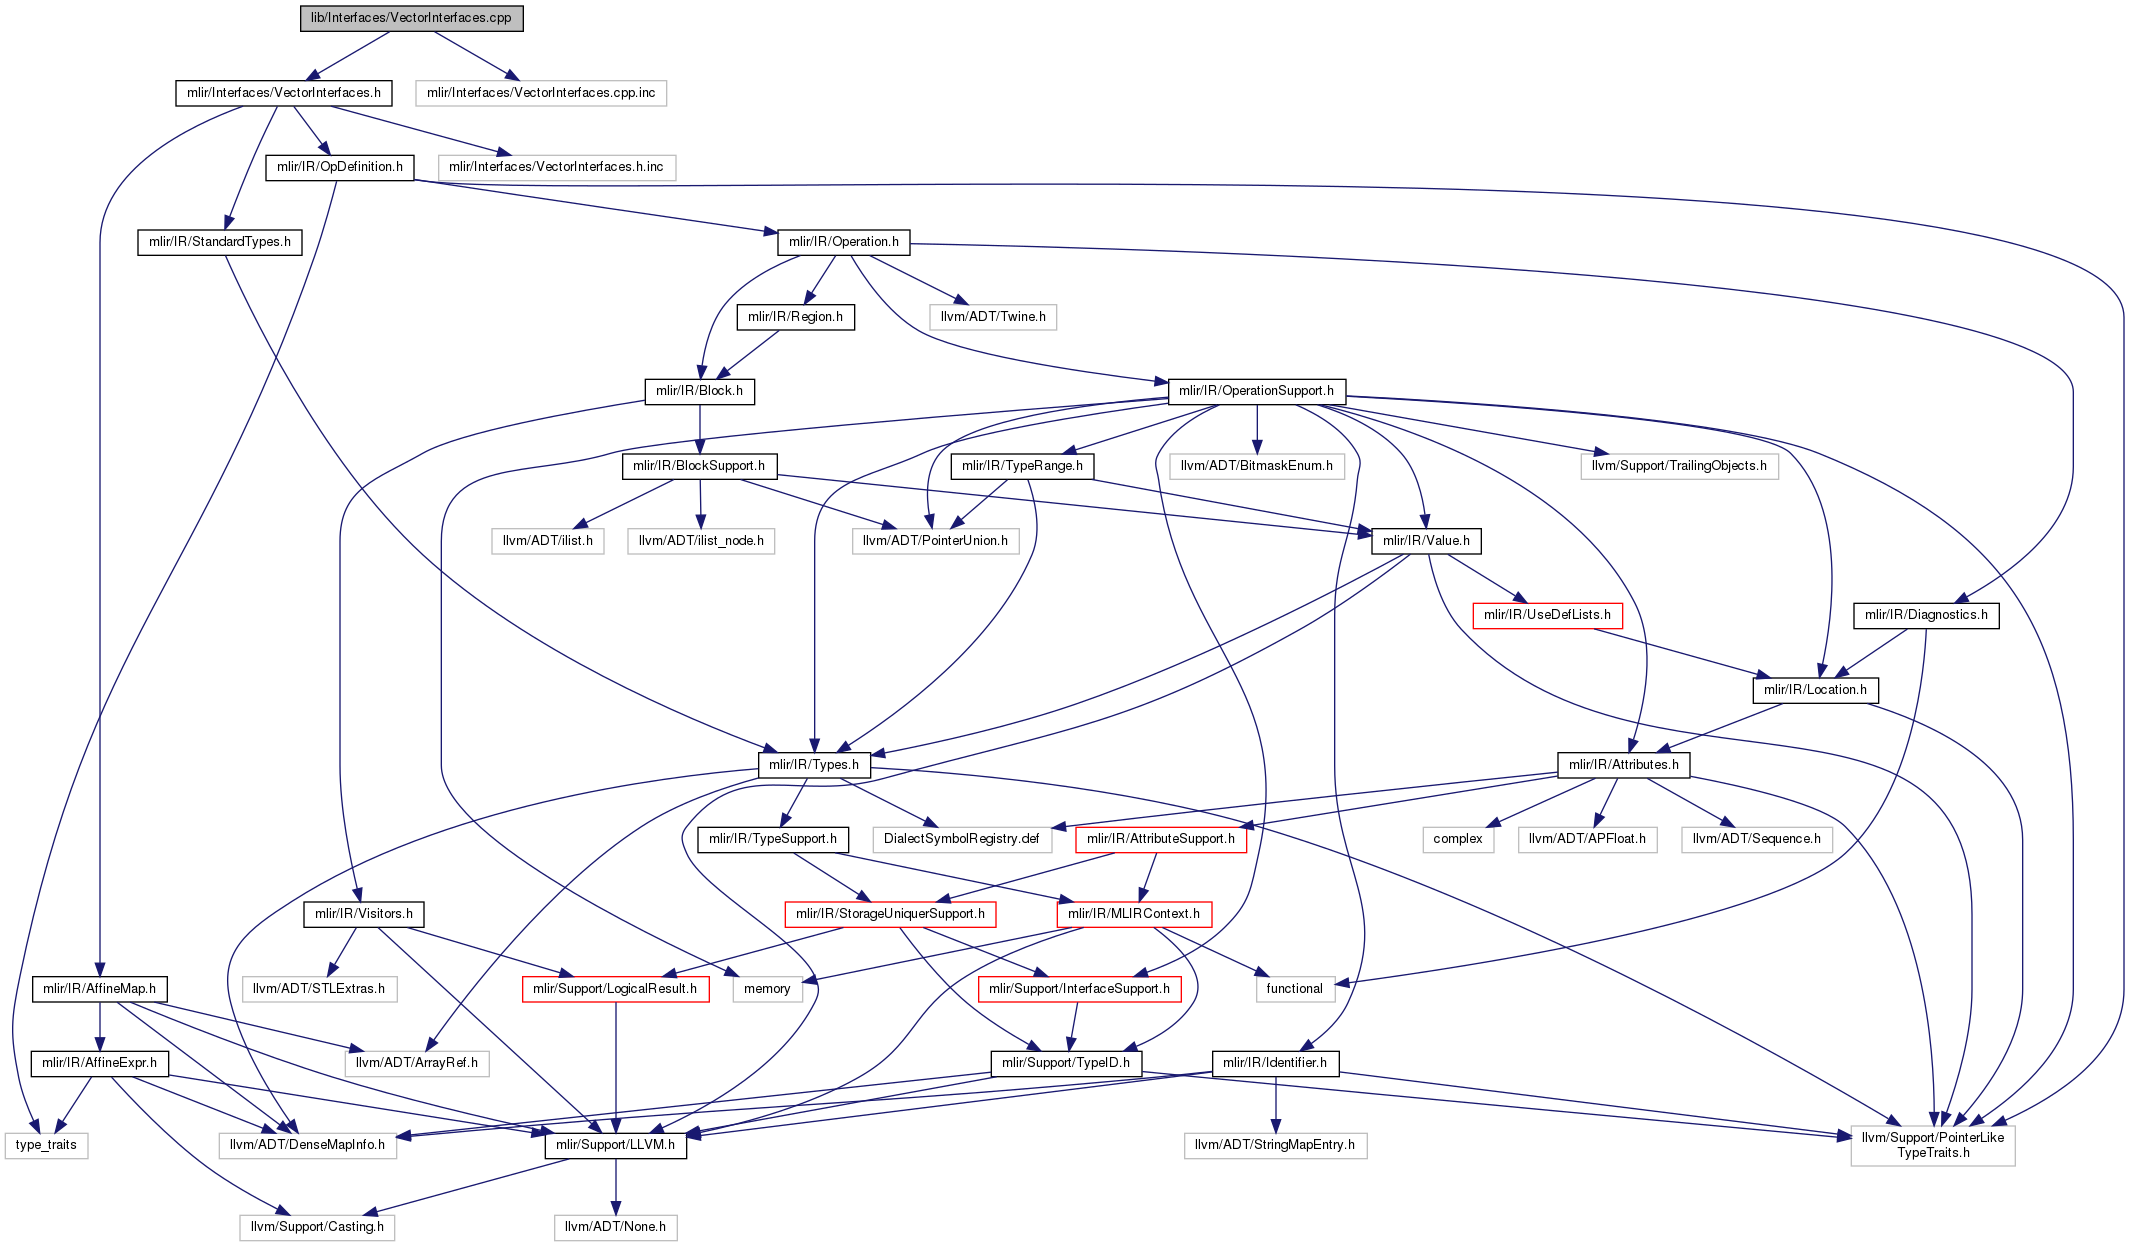 lib/Interfaces/VectorInterfaces.cpp
mlir/Interfaces/VectorInterfaces.h
mlir/Interfaces/VectorInterfaces.cpp.inc
mlir/IR/OpDefinition.h
mlir/Interfaces/VectorInterfaces.h.inc
mlir/IR/StandardTypes.h
mlir/IR/Operation.h
mlir/IR/Region.h
llvm/ADT/Twine.h
mlir/IR/Block.h
mlir/IR/OperationSupport.h
mlir/IR/BlockSupport.h
mlir/IR/TypeRange.h
llvm/ADT/BitmaskEnum.h
llvm/Support/TrailingObjects.h
llvm/ADT/ilist.h
llvm/ADT/ilist_node.h
llvm/ADT/PointerUnion.h
mlir/IR/Value.h
mlir/IR/UseDefLists.h
mlir/IR/Diagnostics.h
mlir/IR/Location.h
mlir/IR/Types.h
mlir/IR/Attributes.h
mlir/IR/TypeSupport.h
DialectSymbolRegistry.def
mlir/IR/AttributeSupport.h
complex
llvm/ADT/APFloat.h
llvm/ADT/Sequence.h
mlir/IR/Visitors.h
mlir/IR/StorageUniquerSupport.h
mlir/IR/MLIRContext.h
mlir/IR/AffineMap.h
llvm/ADT/STLExtras.h
mlir/Support/LogicalResult.h
memory
mlir/Support/InterfaceSupport.h
functional
mlir/IR/AffineExpr.h
llvm/ADT/ArrayRef.h
mlir/Support/TypeID.h
mlir/IR/Identifier.h
type_traits
llvm/ADT/DenseMapInfo.h
mlir/Support/LLVM.h
llvm/ADT/StringMapEntry.h
llvm/Support/PointerLike
TypeTraits.h
llvm/Support/Casting.h
llvm/ADT/None.h